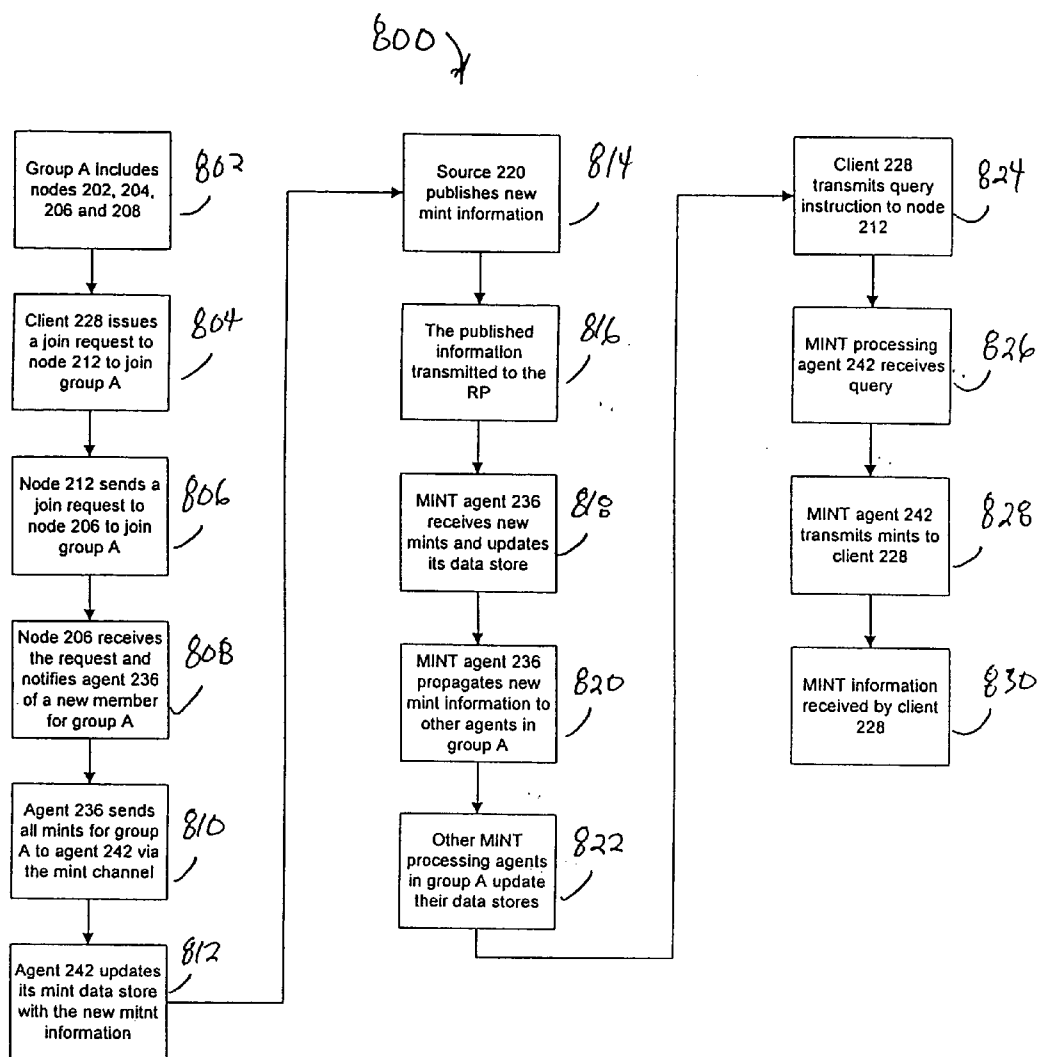 800
Group A includes
nodes 202, 204,
206 and 208
802
Client 228 issues
a join request to
node 212 to join
group A
804
Node 212 sends a
join request to
node 206 to join
group A
806
Node 206 receives
the request and
notifies agent 236
of a new member
for group A
808
Agent 236 sends
all mints for group
A to agent 242 via
the mint channel
810
Agent 242 updates
its mint data store
with the new mitnt
information
812
Source 220
publishes new
mint information
814
The published
information
transmitted to the
RP
816
MINT agent 236
receives new
mints and updates
its data store
818
MINT agent 236
propagates new
mint information to
other agents in
group A
820
Other MINT
processing agents
in group A update
their data stores
822
Client 228
transmits query
instruction to node
212
824
MINT processing
agent 242 receives
query
826
MINT agent 242
transmits mints to
client 228
828
MINT information
received by client
228
830